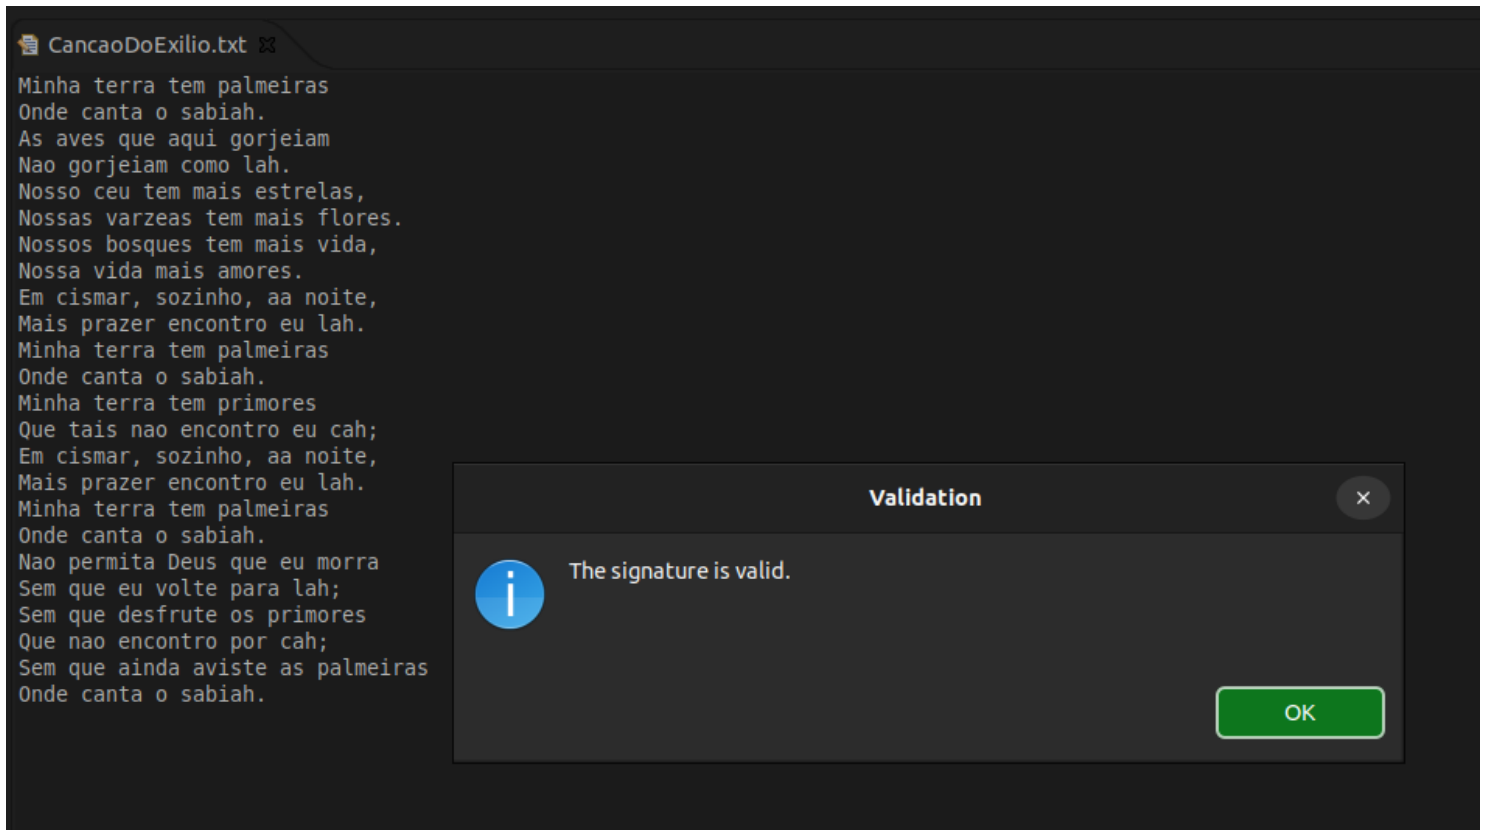 CancaoDoExilio.txt
Minha terra tem palmeiras
Onde canta o sabiah.
As aves que aqui gorjeiam
Nao gorjeiam como lah.
Nosso ceu tem mais estrelas,
Nossas varzeas tem mais flores.
Nossos bosques tem mais vida,
Nossa vida mais amores.
Em cismar, sozinho, aa noite,
Mais prazer encontro eu lah.
Minha terra tem palmeiras
Onde canta o sabiah.
Minha terra tem primores
Que tais nao encontro eu cah;
Em cismar, sozinho, aa noite,
Mais prazer encontro eu lah.
Minha terra tem palmeiras
Onde canta o sabiah.
Nao permita Deus que eu morra
Sem que eu volte para lah;
Sem que desfrute os primores
Que nao encontro por cah;
Sem que ainda aviste as palmeiras
Onde canta o sabiah.
Validation
The signature is valid.
OK